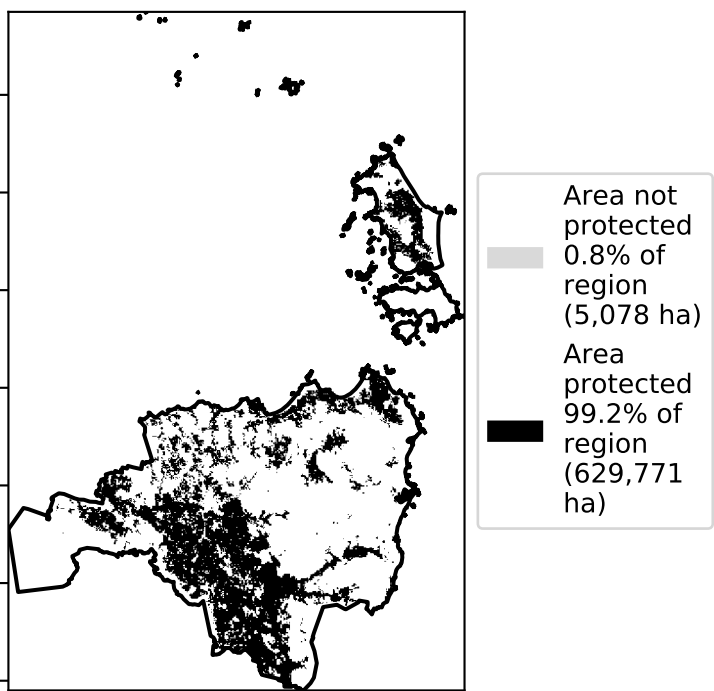 Area not
protected
0.8% of
region
(5,078 ha)
Area
protected
99.2% of
region
(629,771
ha)